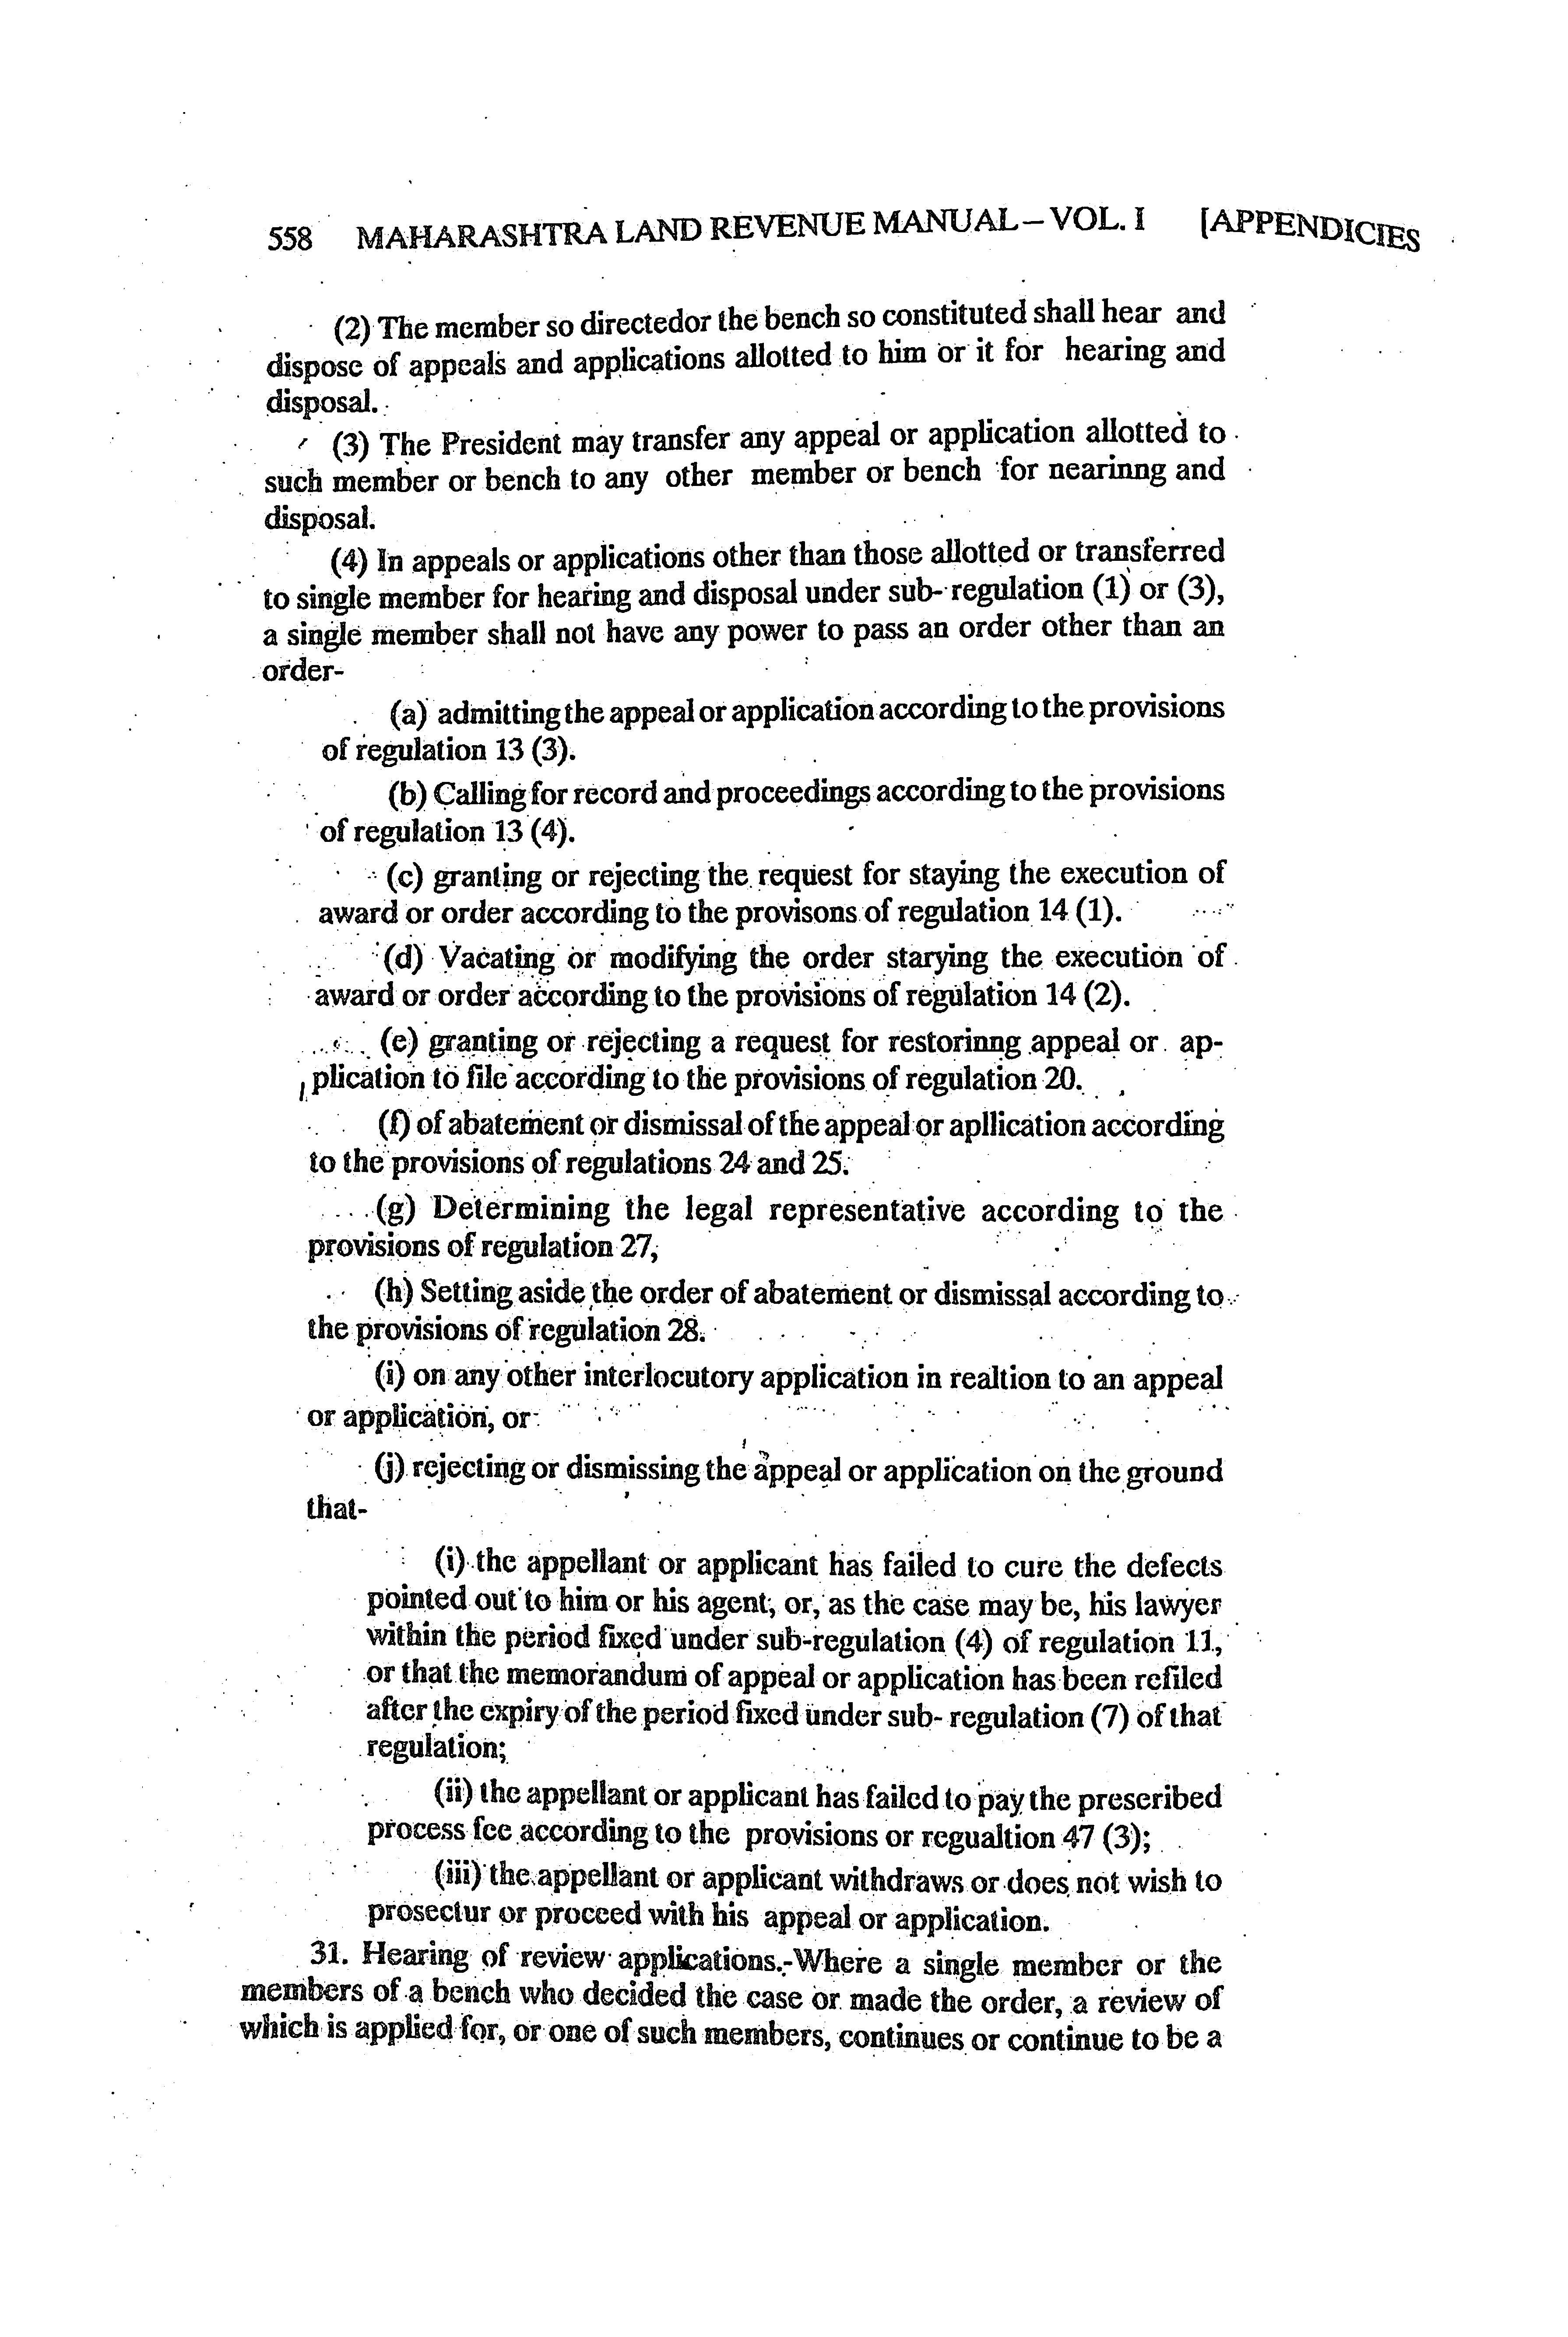 558 MAHARASHTRA LAND REVENUE MANUAL – VOL. I [APPENDICIES
(2) The member so directedor the bench so constituted shall hear and
dispose of appeals and applications allotted to him or it for hearing and
disposal.
(3) The President may transfer any appeal or application allotted to
such member or bench to any other member or bench for nearinng and
disposal.
(4) In appeals or applications other than those allotted or transferred
to single member for hearing and disposal under sub- regulation (1) or (3),
a single member shall not have any power to pass an order other than an
order-
(a) admitting the appeal or application according to the provisions
of regulation 13 (3).
(b) Calling for record and proceedings according to the provisions
of regulation 13 (4).
(c) granting or rejecting the request for staying the execution of
award or order according to the provisons of regulation 14 (1).
(d) Vacating or modifying the order starying the execution of
award or order according to the provisions of regulation 14 (2).
(e) granting or rejecting a request for restorinng appeal or ap-
plication to file according to the provisions of regulation 20.
(f) of abatement or dismissal of the appeal or apllication according
to the provisions of regulations 24 and 25.
(g) Determining the legal representative according to the
provisions of regulation 27,
(h) Setting aside the order of abatement or dismissal according to
the provisions of regulation 28.
(i) on any other interlocutory application in realtion to an appeal
or application, or
(j) rejecting or dismissing the appeal or application on the ground
that-
(i) the appellant or applicant has failed to cure the defects
pointed out to him or his agent, or, as the case may be, his lawyer
within the period fixed under sub-regulation (4) of regulation 11,
or that the memorandum of appeal or application has been refiled
after the expiry of the period fixed under sub- regulation (7) of that
regulation;
(ii) the appellant or applicant has failed to pay the preseribed
process fee according to the provisions or regualtion 47 (3);
(iii) the appellant or applicant withdraws or does not wish to
prosectur or proceed with his appeal or application.
31. Hearing of review applications.-Where a single member or the
members of a bench who decided the case or made the order, a review of
which is applied for, or one of such members, continues or continue to be a